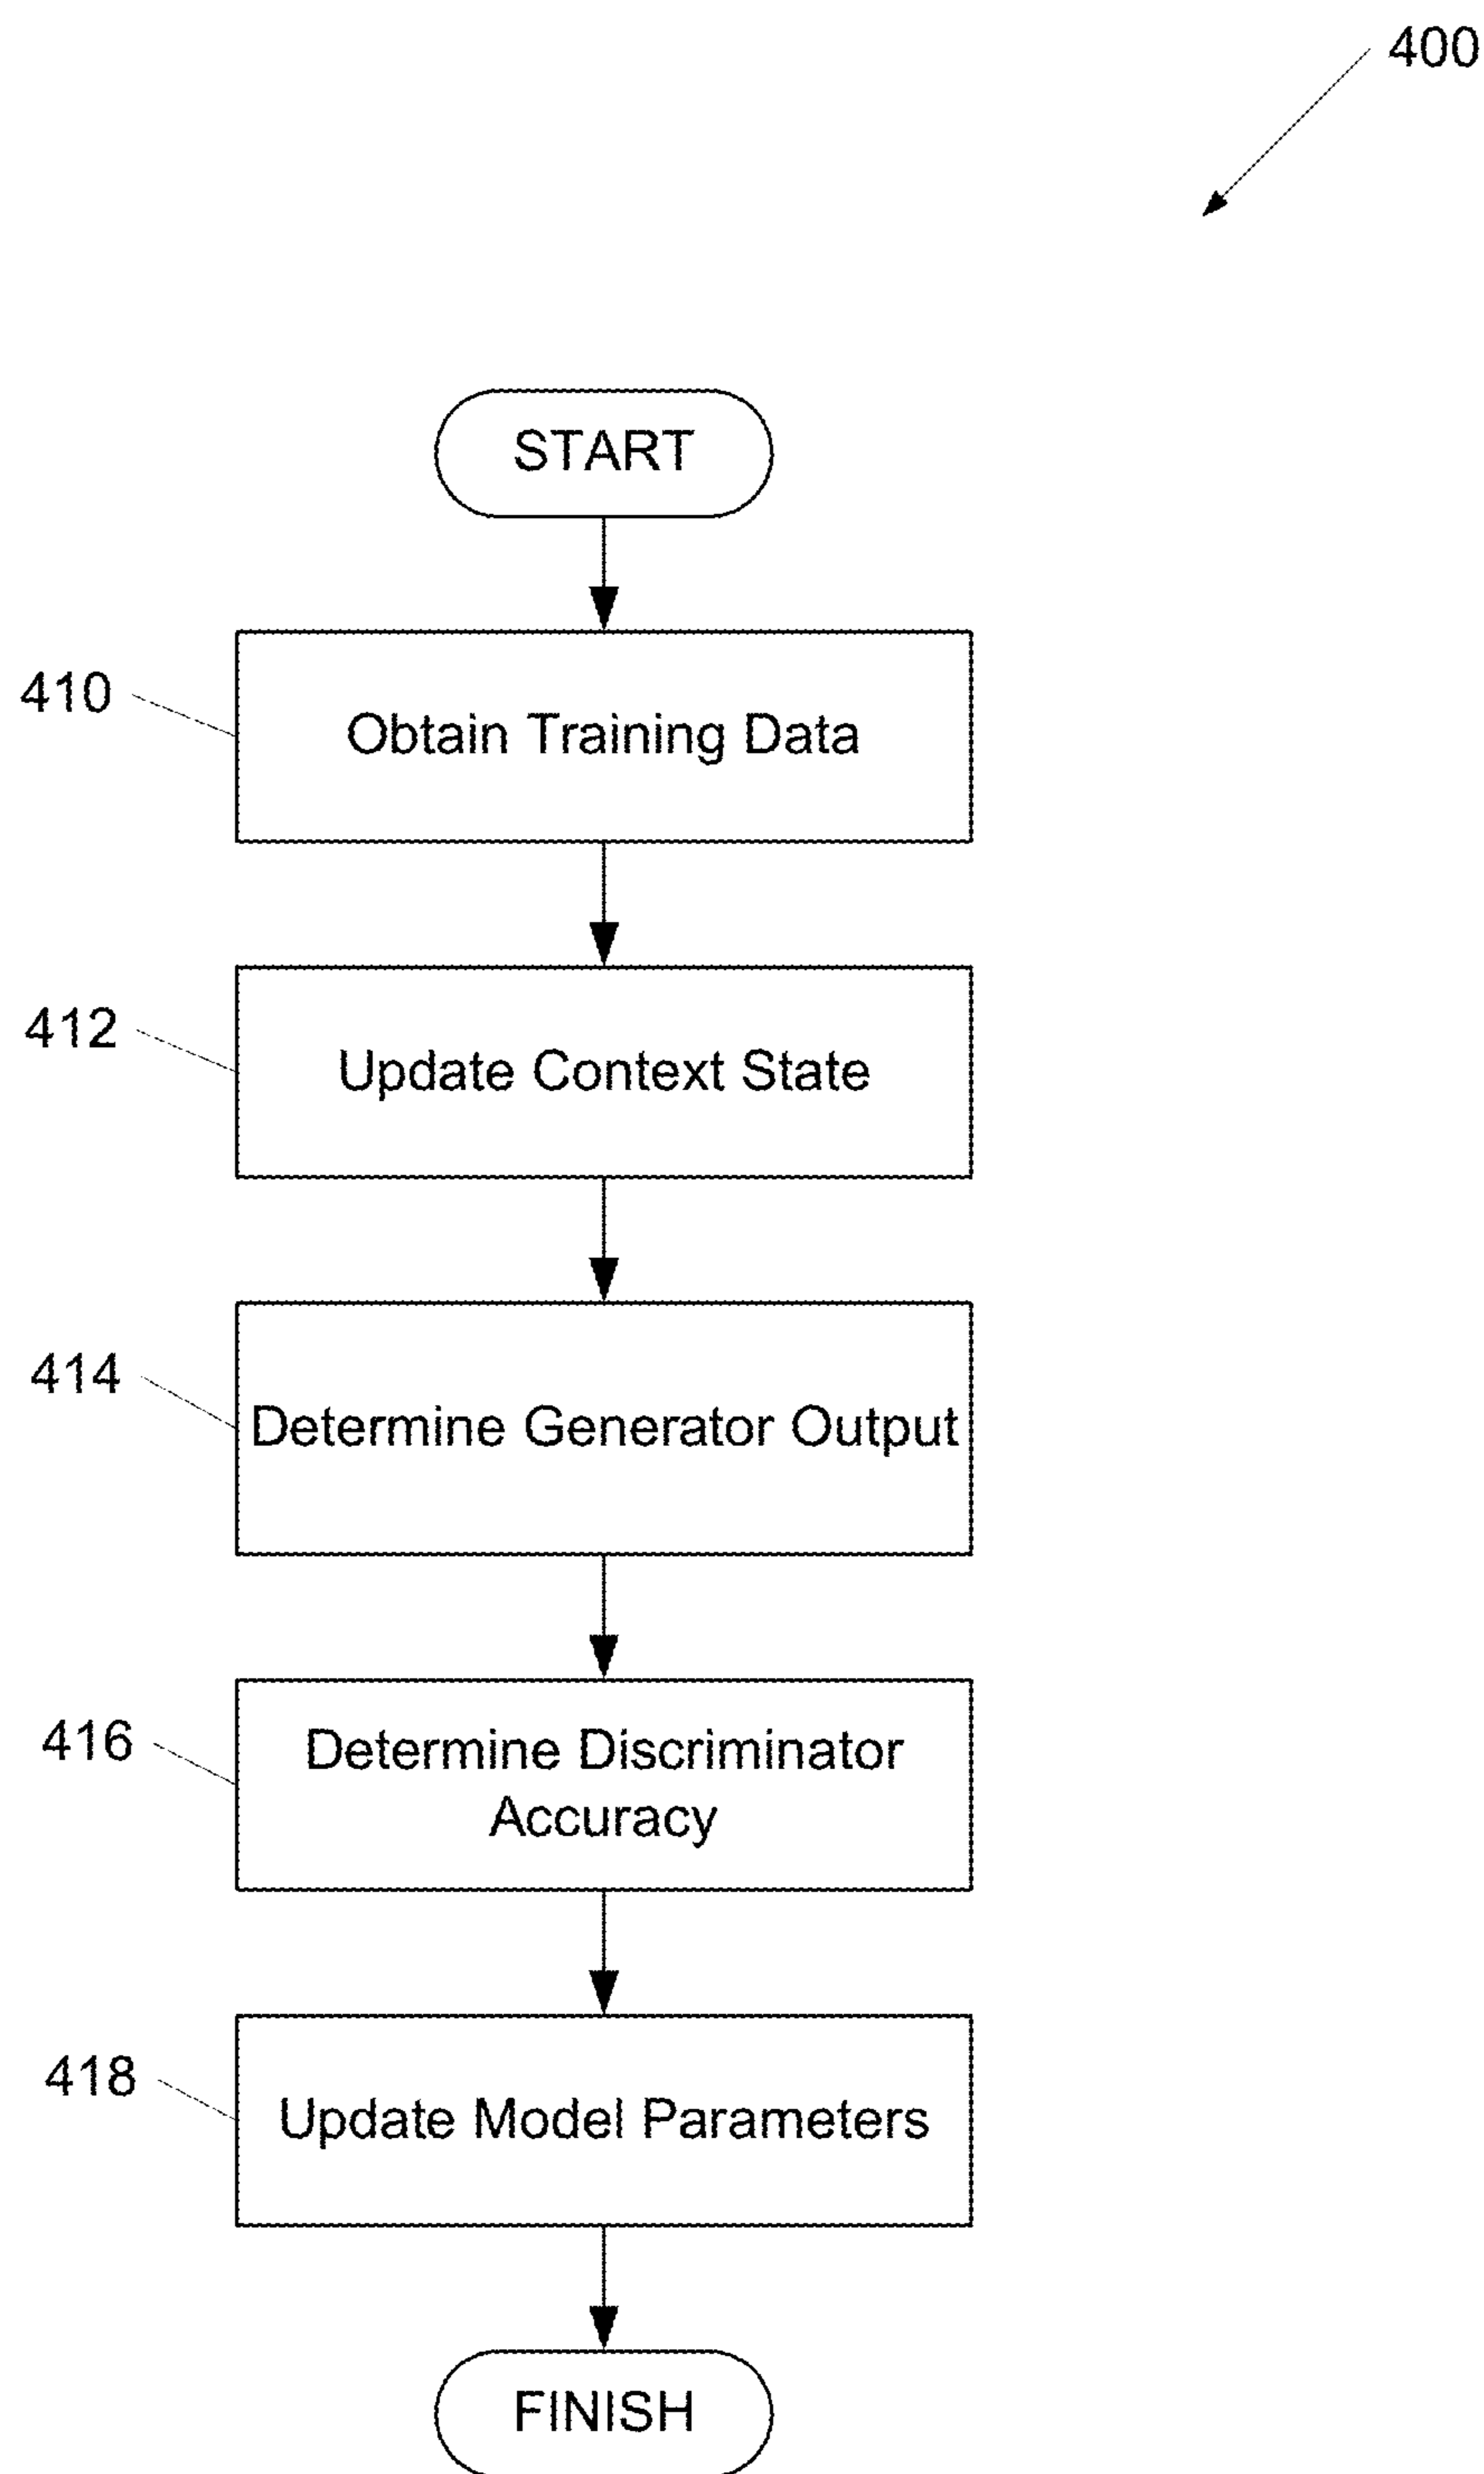 400
START
410
Obtain Training Data
412
Update Context State
414
Determine Generator Output
416
Determine Discriminator
Accuracy
418
Update Model Parameters
FINISH